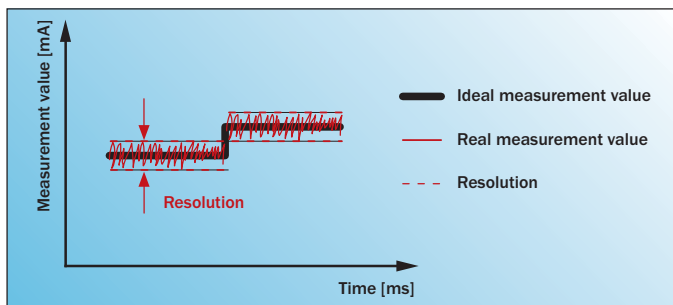 Measurement value [mA]
Ideal measurement value
Real measurement value
Resolution
Resolution
Time [ms]